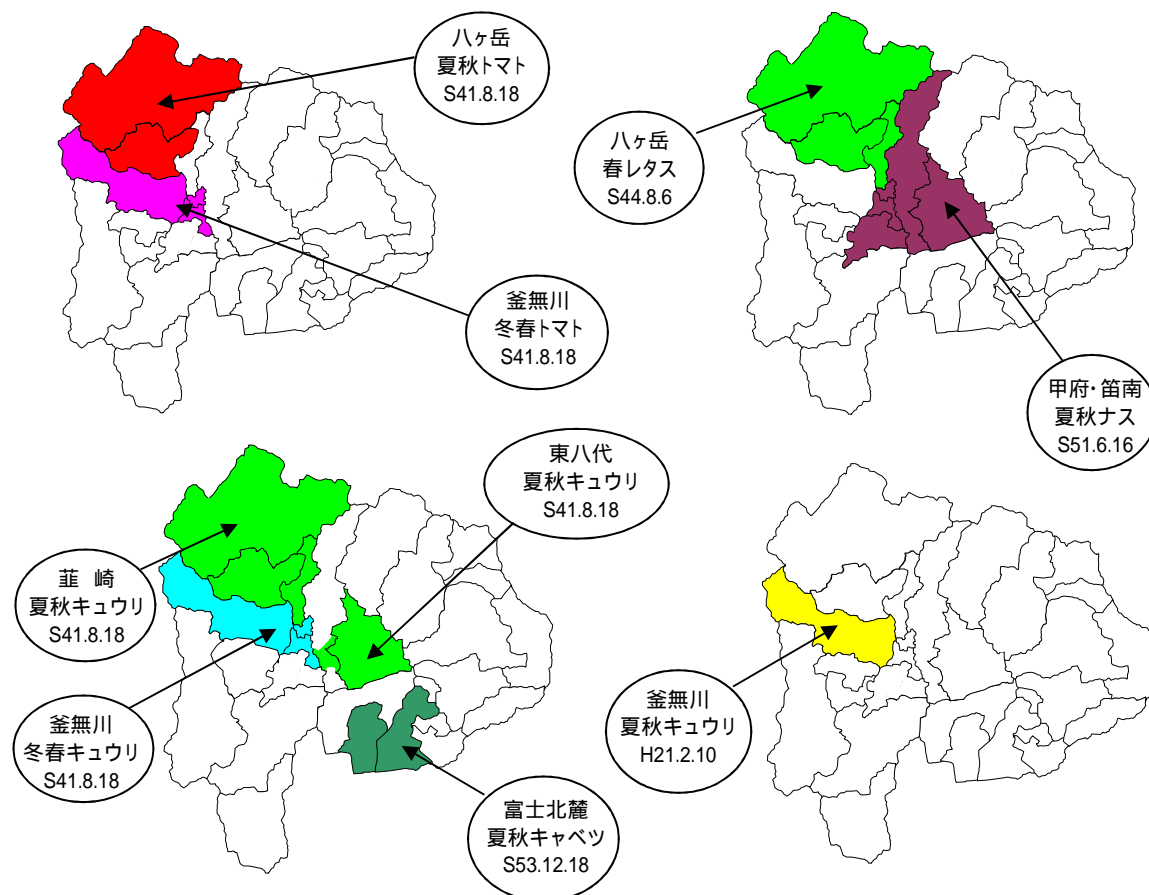 八ヶ岳
夏秋トマト
S41.8.18
釜無川
冬春トマト
S41.8.18
八ヶ岳
春レタス
S44.8.6
甲府・笛南
夏秋ナス
S51.6.16
東八代
夏秋キュウリ
S41.8.18
韮 崎
夏秋キュウリ
S41.8.18
釜無川
冬春キュウリ
S41.8.18
富士北麓
夏秋キャベツ
S53.12.18
釜無川
夏秋キュウリ
H21.2.10